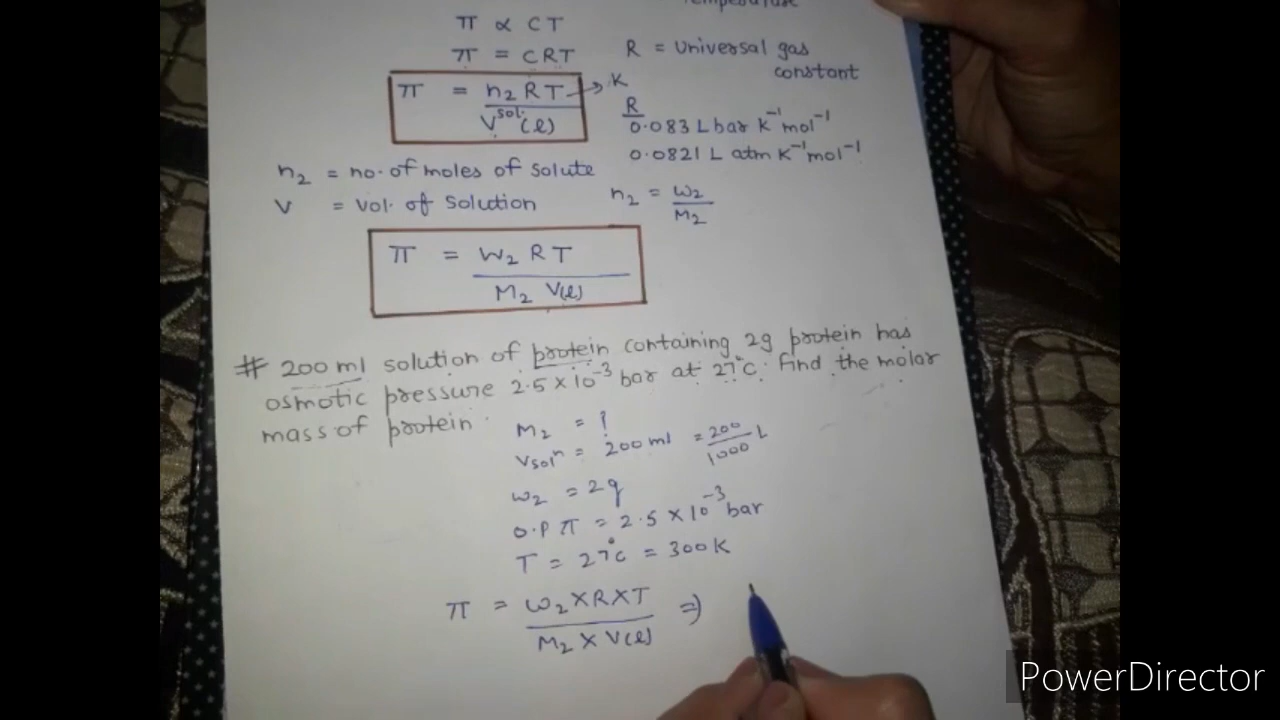 π ∝ CT
π = CRT
R = Universal gas constant
π = n₂ R T / V sol. (l) → K
R
0.083 L bar K⁻¹ mol⁻¹
0.0821 L atm K⁻¹ mol⁻¹
n₂ = no. of moles of solute
V = Vol. of Solution
n₂ = W₂ / M₂
π = W₂ R T / M₂ V(l)
# 200 ml solution of protein containing 2g protein has
osmotic pressure 2.5 × 10⁻³ bar at 27°C. Find the molar
mass of protein.
M₂ = ?
Vsolⁿ = 200 ml = 200/1000 L
W₂ = 2g
O.P π = 2.5 × 10⁻³ bar
T = 27°C = 300 K
π = W₂ × R × T / M₂ × V(l) ⇒
PowerDirector